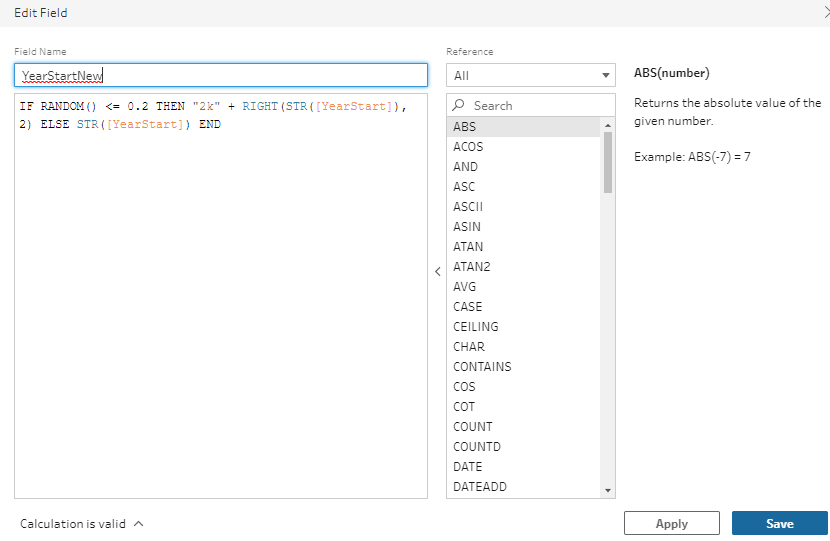 Edit Field
Field Name
YearStartNew
IF RANDOM() <= 0.2 THEN "2k" + RIGHT(STR([YearStart]),
2) ELSE STR([YearStart]) END
Calculation is valid
Reference
All
Search
ABS
ACOS
AND
ASC
ASCII
ASIN
ATAN
ATAN2
AVG
CASE
CEILING
CHAR
CONTAINS
COS
COT
COUNT
COUNTD
DATE
DATEADD
ABS(number)
Returns the absolute value of the
given number.
Example: ABS(-7) = 7
Apply
Save